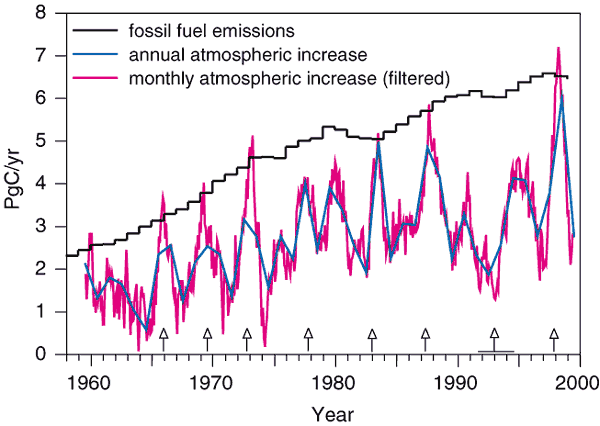 8
7
6
5
4
3
2
1
0
PgC/yr
fossil fuel emissions
annual atmospheric increase
monthly atmospheric increase (filtered)
1960 1970 1980 1990 2000
Year